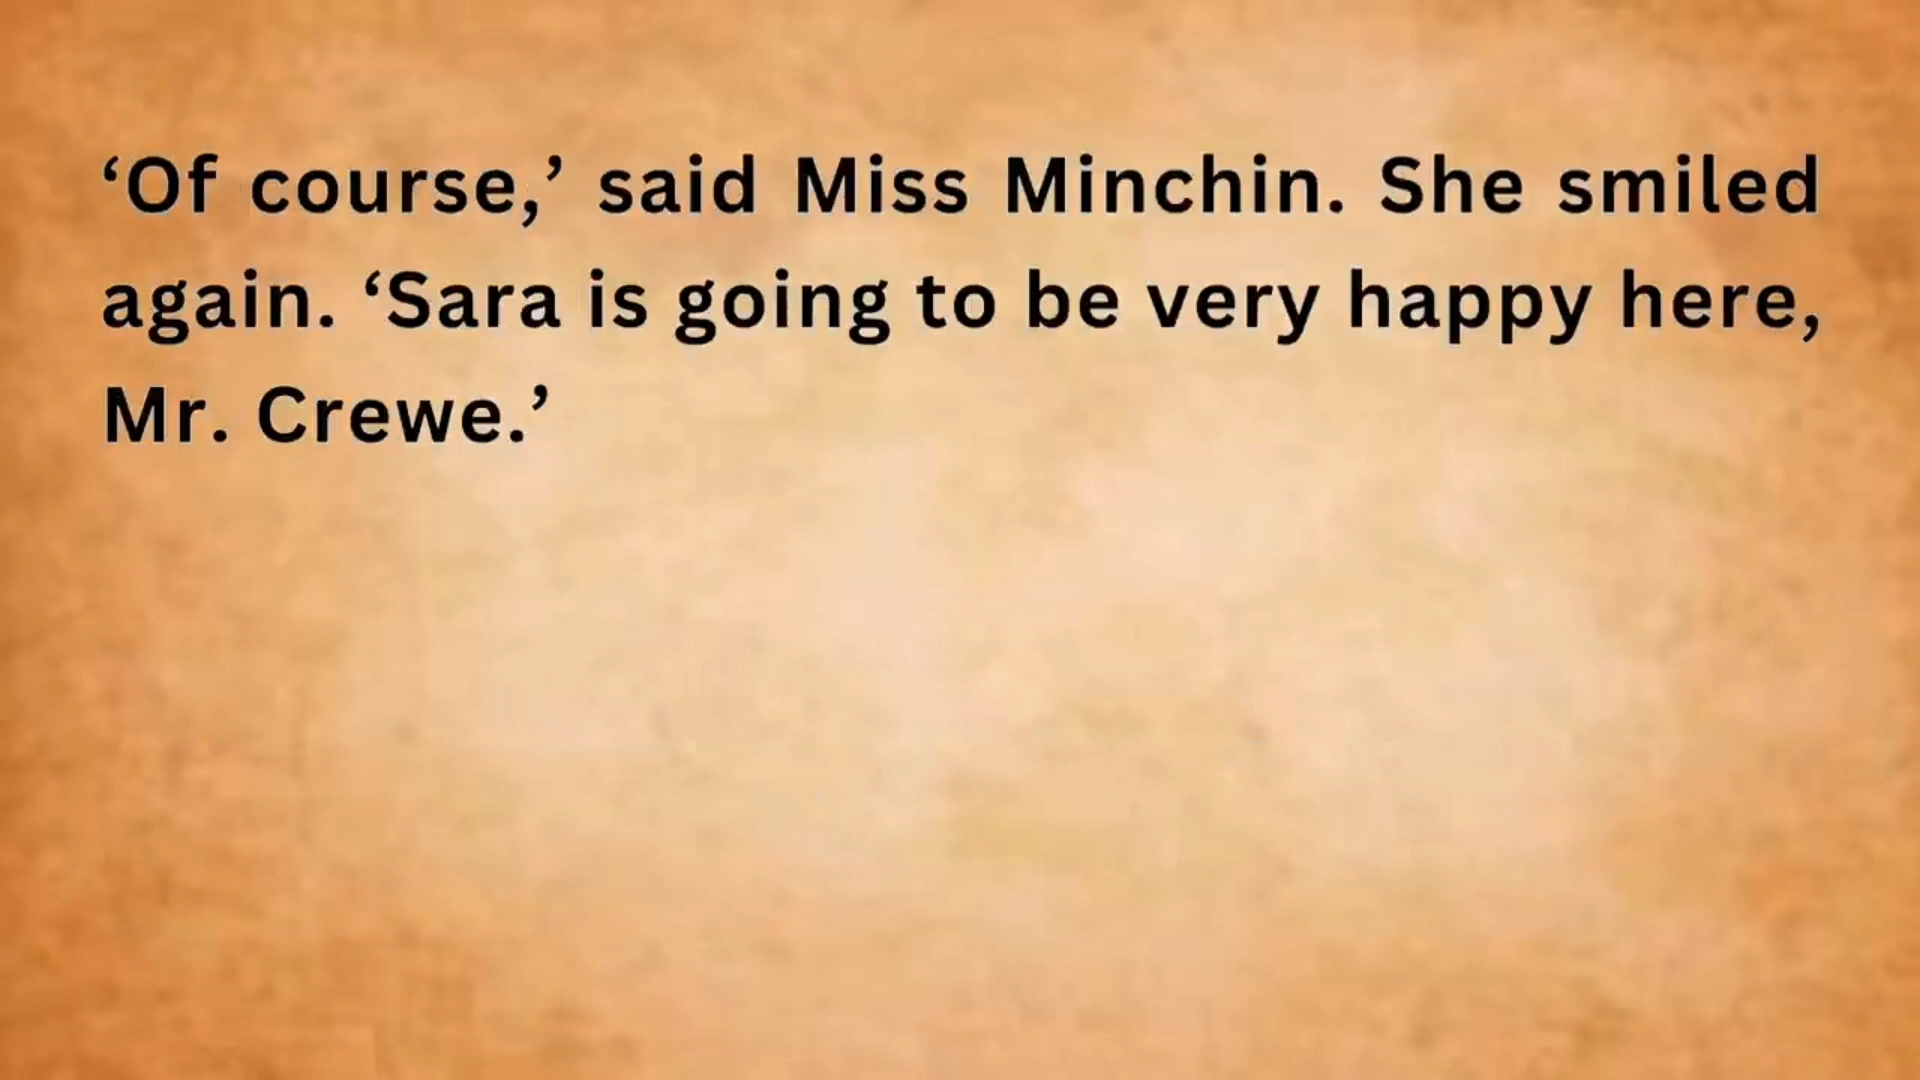 ‘Of course,’ said Miss Minchin. She smiled
again. ‘Sara is going to be very happy here,
Mr. Crewe.’